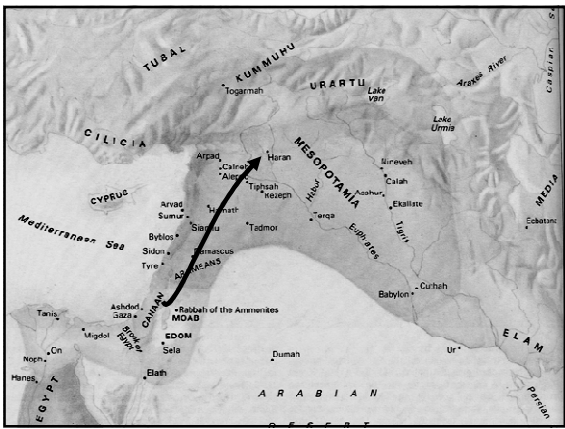 TUBAL
KUMMUHU
Togarmah
URARTU
Lake
Van
Araxes River
Caspian S
Lake
Urmia
CILICIA
Arpad
Calneh
Aleppo
Haran
MESOPOTAMIA
Nineveh
Calah
Asshur
Ekallate
MEDIA
Ecbatana
CYPRUS
Tiphsah
Rezeph
Habur
Terqa
Tigris
Euphrates
Arvad
Sumur
Hamath
Siannu
Tadmor
Mediterranean Sea
Byblos
Sidon
Tyre
Damascus
ARAMEANS
Babylon
Cuthah
CANAAN
Ashdod
Gaza
Rabbah of the Ammenites
MOAB
Tanis
Migdol
Brook of
Egypt
EDOM
Sela
On
Noph
Hanes
EGYPT
Elath
Dumah
Ur
ELAM
Persian
ARABIAN
DESERT